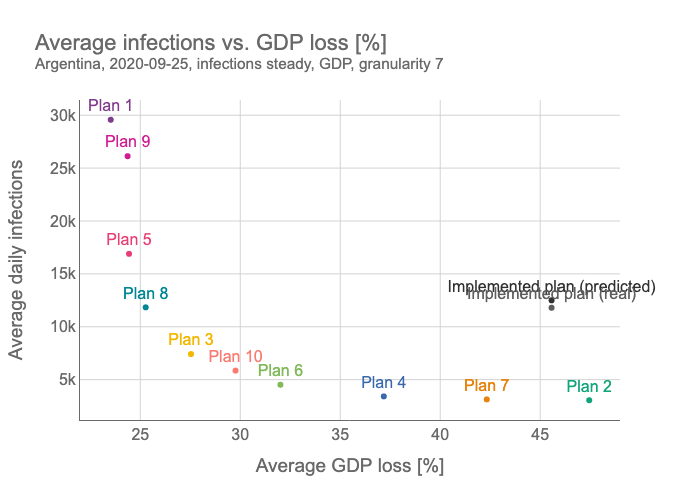 Average infections vs. GDP loss [%]
Argentina, 2020-09-25, infections steady, GDP, granularity 7
Average daily infections
30k
25k
20k
15k
10k
5k
Plan 1
Plan 9
Plan 5
Plan 8
Plan 3
Plan 10
Plan 6
Plan 4
Plan 7
Plan 2
Implemented plan (predicted)
Implemented plan (real)
25
30
35
40
45
Average GDP loss [%]